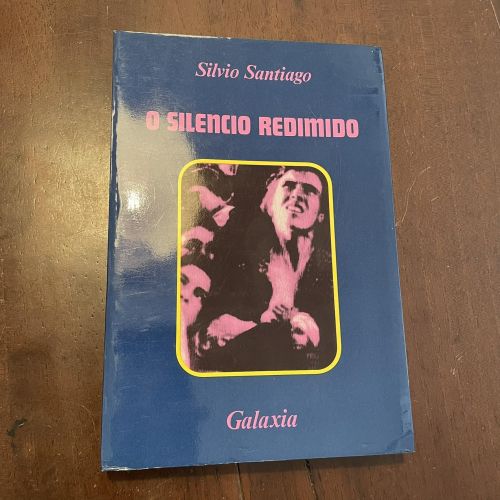 Silvio Santiago
O SILENCIO REDIMIDO
Galaxia